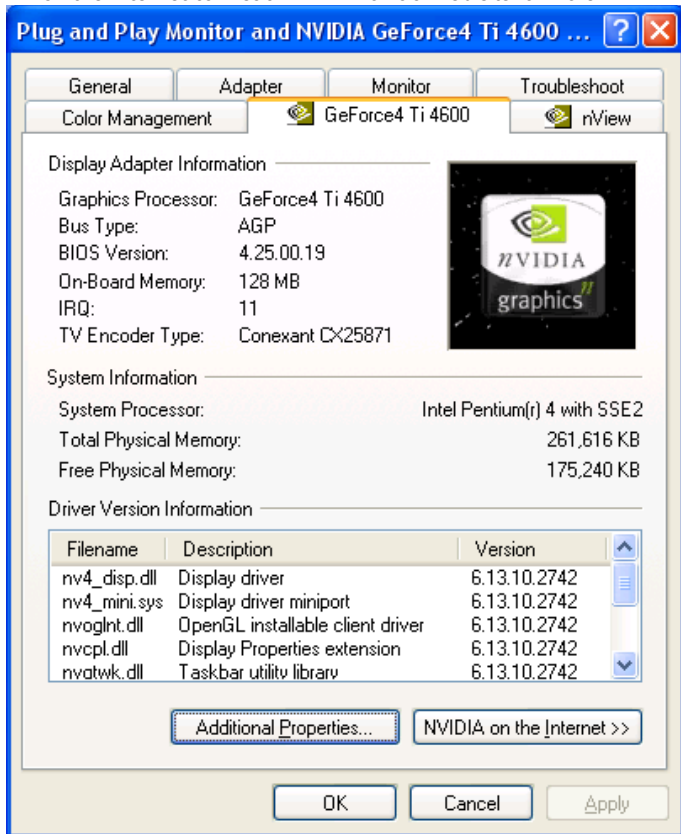 Plug and Play Monitor and NVIDIA GeForce4 Ti 4600 ...
General Adapter Monitor Troubleshoot
Color Management GeForce4 Ti 4600 nView
Display Adapter Information
Graphics Processor: GeForce4 Ti 4600
Bus Type: AGP
BIOS Version: 4.25.00.19
On-Board Memory: 128 MB
IRQ: 11
TV Encoder Type: Conexant CX25871
nVIDIA
graphics n
System Information
System Processor: Intel Pentium(r) 4 with SSE2
Total Physical Memory: 261,616 KB
Free Physical Memory: 175,240 KB
Driver Version Information
Filename Description Version
nv4_disp.dll Display driver 6.13.10.2742
nv4_mini.sys Display driver miniport 6.13.10.2742
nvoglnt.dll OpenGL installable client driver 6.13.10.2742
nvcpl.dll Display Properties extension 6.13.10.2742
nvqtwk.dll Taskbar utility library 6.13.10.2742
Additional Properties... NVIDIA on the Internet >>
OK Cancel Apply